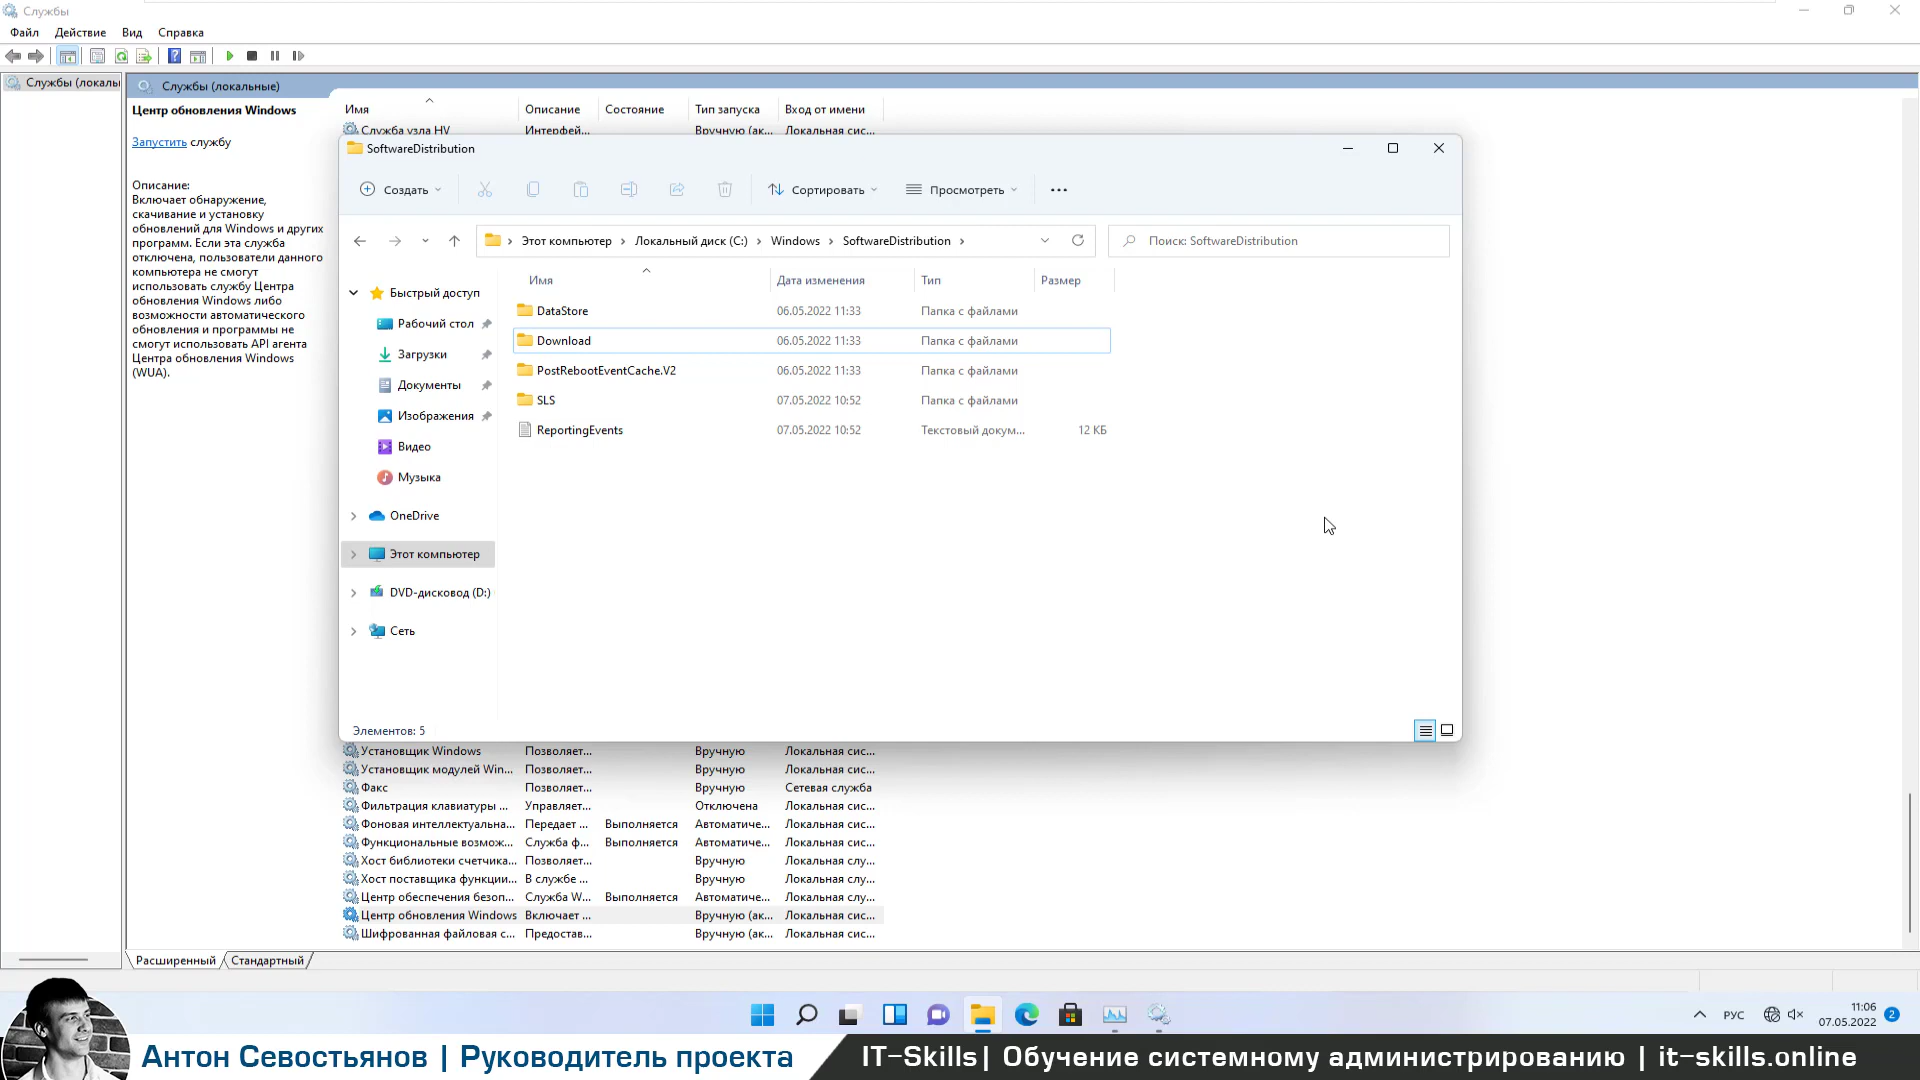 Службы
Файл Действие Вид Справка
Службы (локалы
Службы (локальные)
Центр обновления Windows
Запустить службу
Описание:
Включает обнаружение,
скачивание и установку
обновлений для Windows и других
программ. Если эта служба
отключена, пользователи данного
компьютера не смогут
использовать службу Центра
обновления Windows либо
возможности автоматического
обновления и программы не
смогут использовать API агента
Центра обновления Windows
(WUA).
Имя Описание Состояние Тип запуска Вход от имени
Служба узла HV Интерфей... Вручную (ак... Локальная сис...
SoftwareDistribution
Создать Сортировать Просмотреть
Этот компьютер Локальный диск (C:) Windows SoftwareDistribution
Поиск: SoftwareDistribution
Быстрый доступ
Рабочий стол
Загрузки
Документы
Изображения
Видео
Музыка
OneDrive
Этот компьютер
DVD-дисковод (D:)
Сеть
Имя Дата изменения Тип Размер
DataStore 06.05.2022 11:33 Папка с файлами
Download 06.05.2022 11:33 Папка с файлами
PostRebootEventCache.V2 06.05.2022 11:33 Папка с файлами
SLS 07.05.2022 10:52 Папка с файлами
ReportingEvents 07.05.2022 10:52 Текстовый докум... 12 КБ
Элементов: 5
Установщик Windows Позволяет... Вручную Локальная сис...
Установщик модулей Win... Позволяет... Вручную Локальная сис...
Факс Позволяет... Вручную Сетевая служба
Фильтрация клавиатуры ... Управляет... Отключена Локальная сис...
Фоновая интеллектуальна... Передает ... Выполняется Автоматиче... Локальная сис...
Функциональные возмож... Служба ф... Выполняется Автоматиче... Локальная сис...
Хост библиотеки счетчика... Позволяет... Вручную Локальная слу...
Хост поставщика функции... В службе ... Вручную Локальная слу...
Центр обеспечения безоп... Служба W... Выполняется Автоматиче... Локальная слу...
Центр обновления Windows Включает ... Вручную (ак... Локальная сис...
Шифрованная файловая с... Предостав... Вручную (ак... Локальная сис...
Расширенный Стандартный
РУС
11:06
07.05.2022
2
Антон Севостьянов | Руководитель проекта
IT-Skills| Обучение системному администрированию | it-skills.online